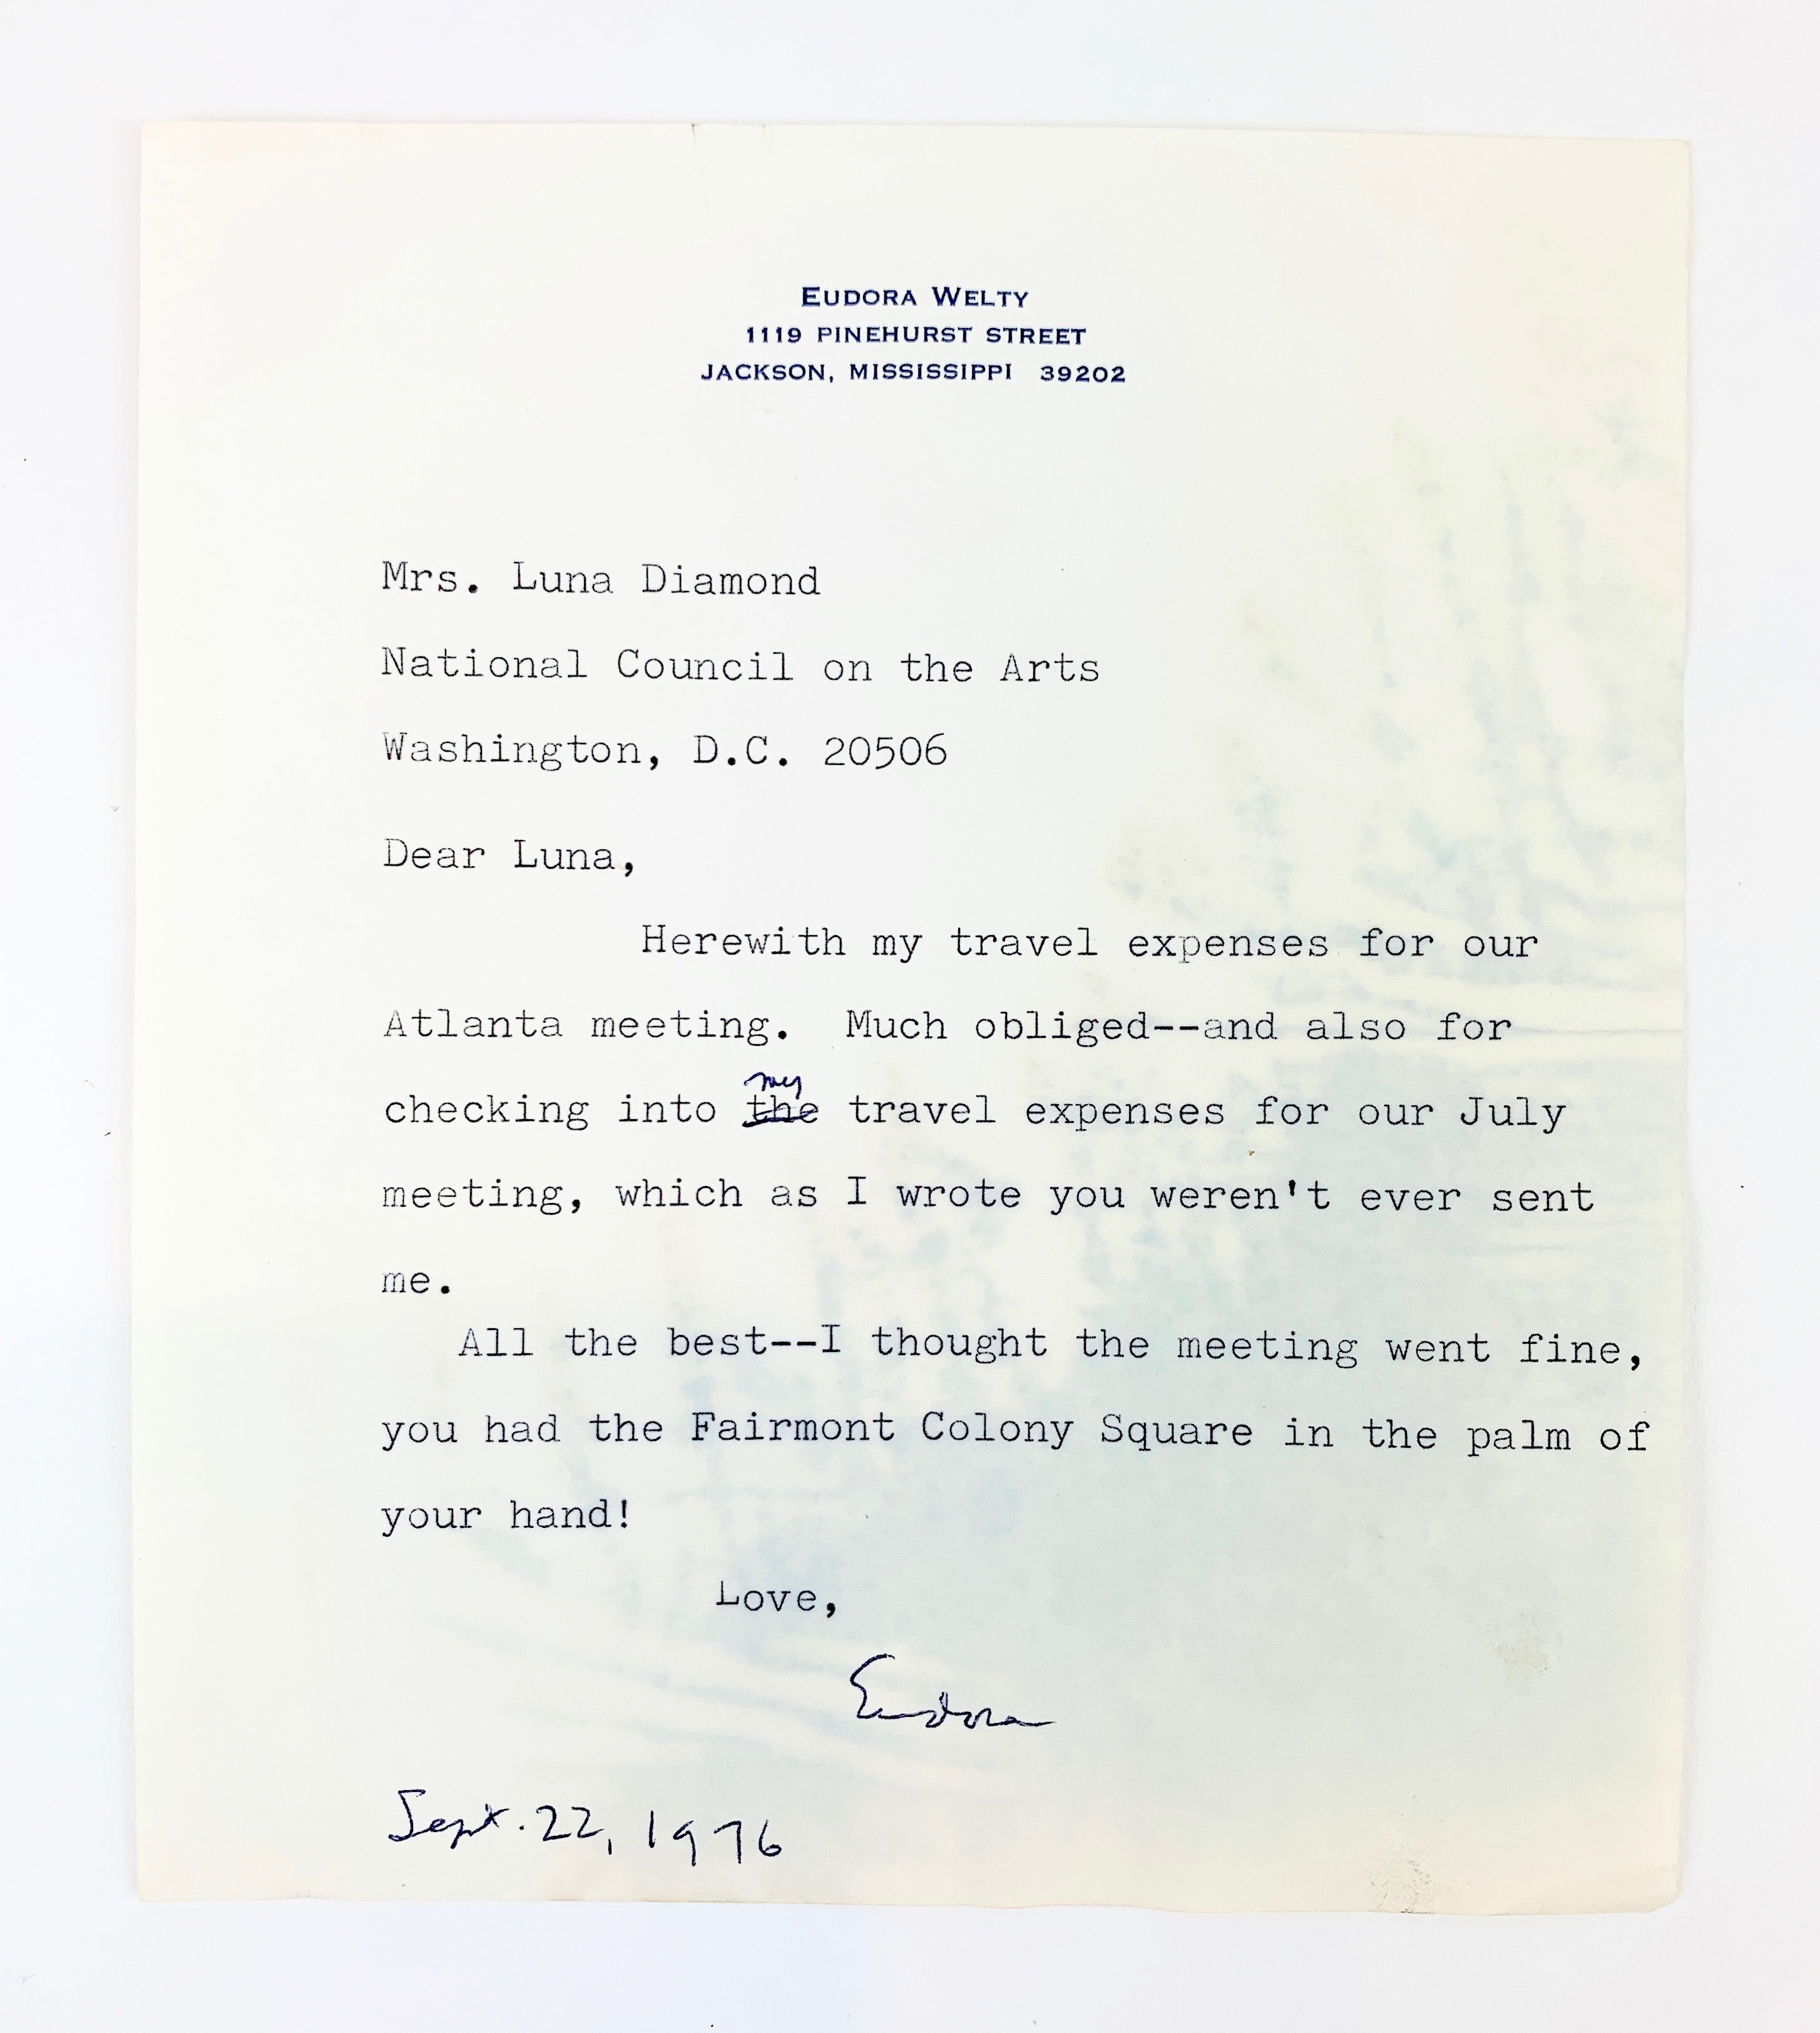 EUDORA WELTY
1119 PINEHURST STREET
JACKSON, MISSISSIPPI 39202
Mrs. Luna Diamond
National Council on the Arts
Washington, D.C. 20506
Dear Luna,
Herewith my travel expenses for our
Atlanta meeting. Much obliged--and also for
my
checking into the travel expenses for our July
meeting, which as I wrote you weren't ever sent
me.
All the best--I thought the meeting went fine,
you had the Fairmont Colony Square in the palm of
your hand!
Love,
Eudora
Sept. 22, 1976